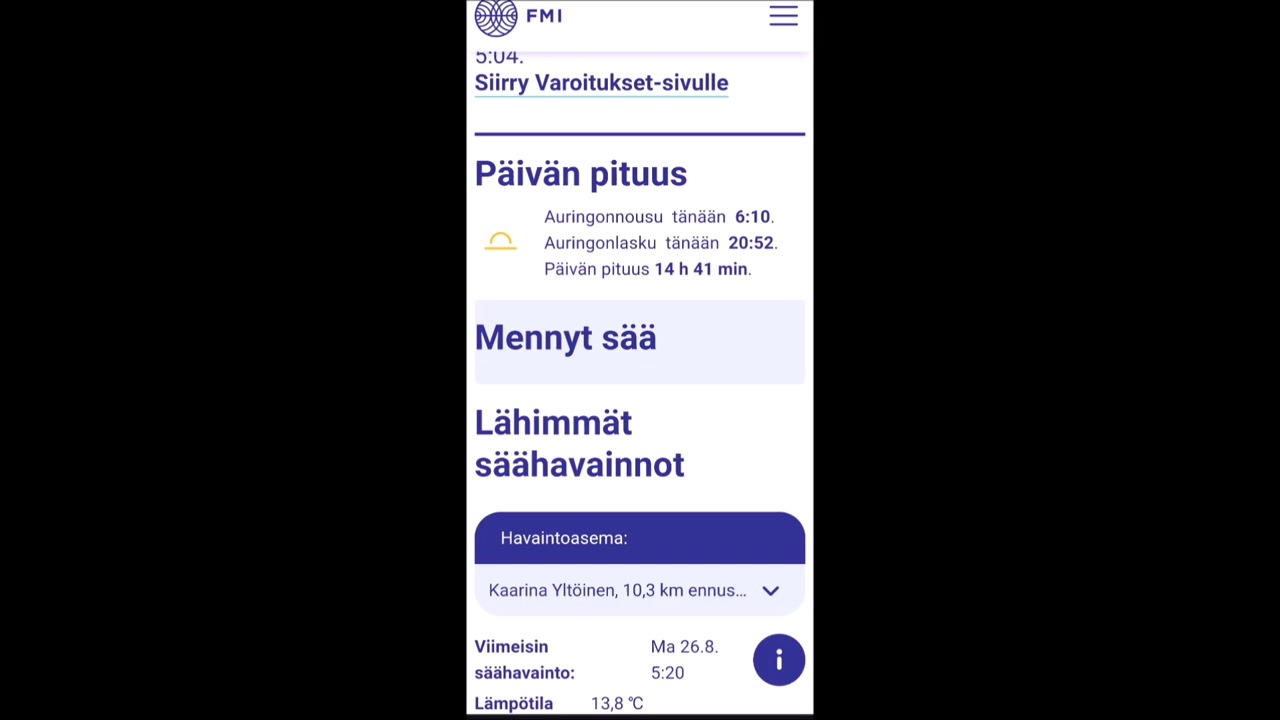 FMI
5:04.
Siirry Varoitukset-sivulle
Päivän pituus
Auringonnousu tänään 6:10.
Auringonlasku tänään 20:52.
Päivän pituus 14 h 41 min.
Mennyt sää
Lähimmät
säähavainnot
Havaintoasema:
Kaarina Yltöinen, 10,3 km ennus...
Viimeisin Ma 26.8.
säähavainto: 5:20
Lämpötila 13,8 °C